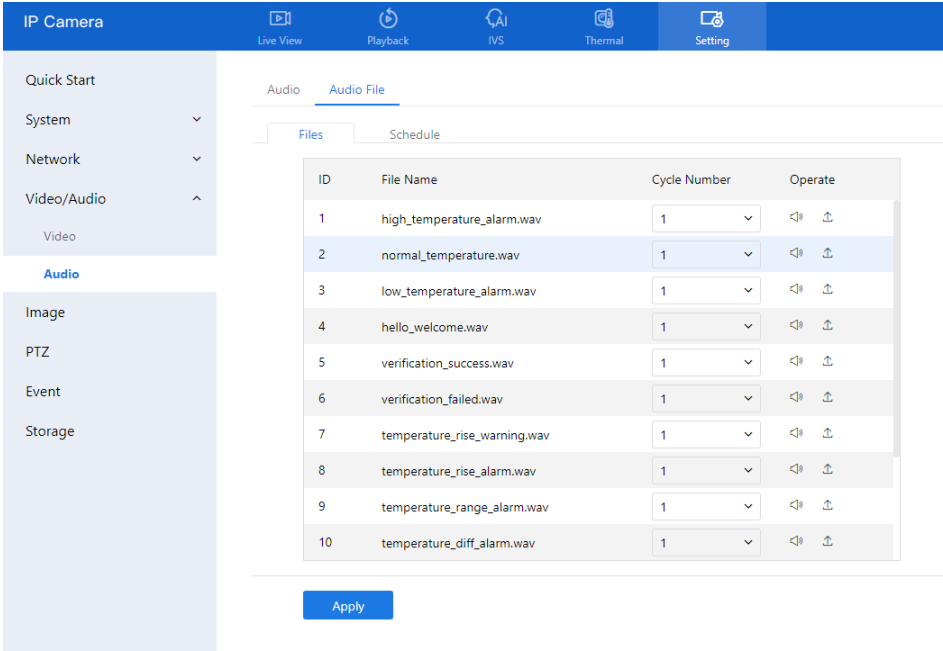 IP Camera
Live View Playback IVS Thermal Setting
AI
Quick Start
System
Network
Video/Audio
Video
Audio
Image
PTZ
Event
Storage
Audio Audio File
Files Schedule
ID File Name Cycle Number Operate
1 high_temperature_alarm.wav 1
2 normal_temperature.wav 1
3 low_temperature_alarm.wav 1
4 hello_welcome.wav 1
5 verification_success.wav 1
6 verification_failed.wav 1
7 temperature_rise_warning.wav 1
8 temperature_rise_alarm.wav 1
9 temperature_range_alarm.wav 1
10 temperature_diff_alarm.wav 1
Apply